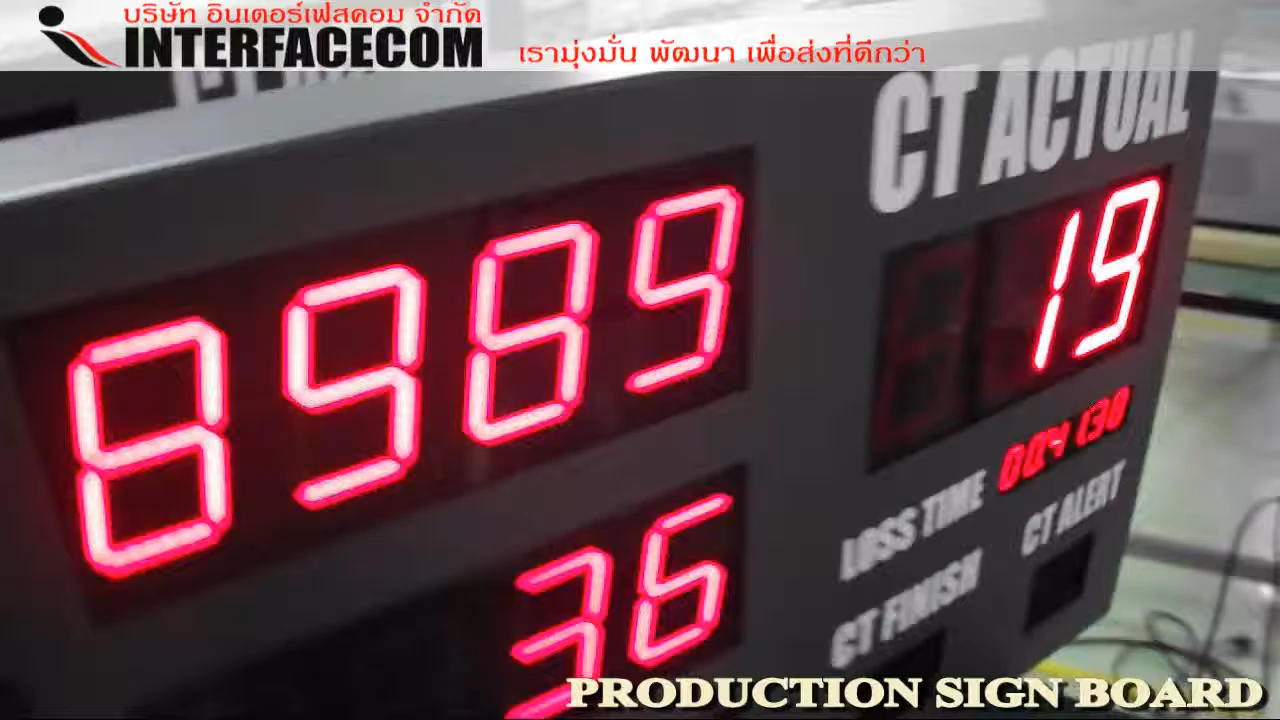 บริษัท อินเตอร์เฟสคอม จำกัด
INTERFACECOM
เรามุ่งมั่น พัฒนา เพื่อส่งที่ดีกว่า
CT ACTUAL
8989
19
LOSS TIME
CT ALERT
36
CT FINISH
PRODUCTION SIGN BOARD